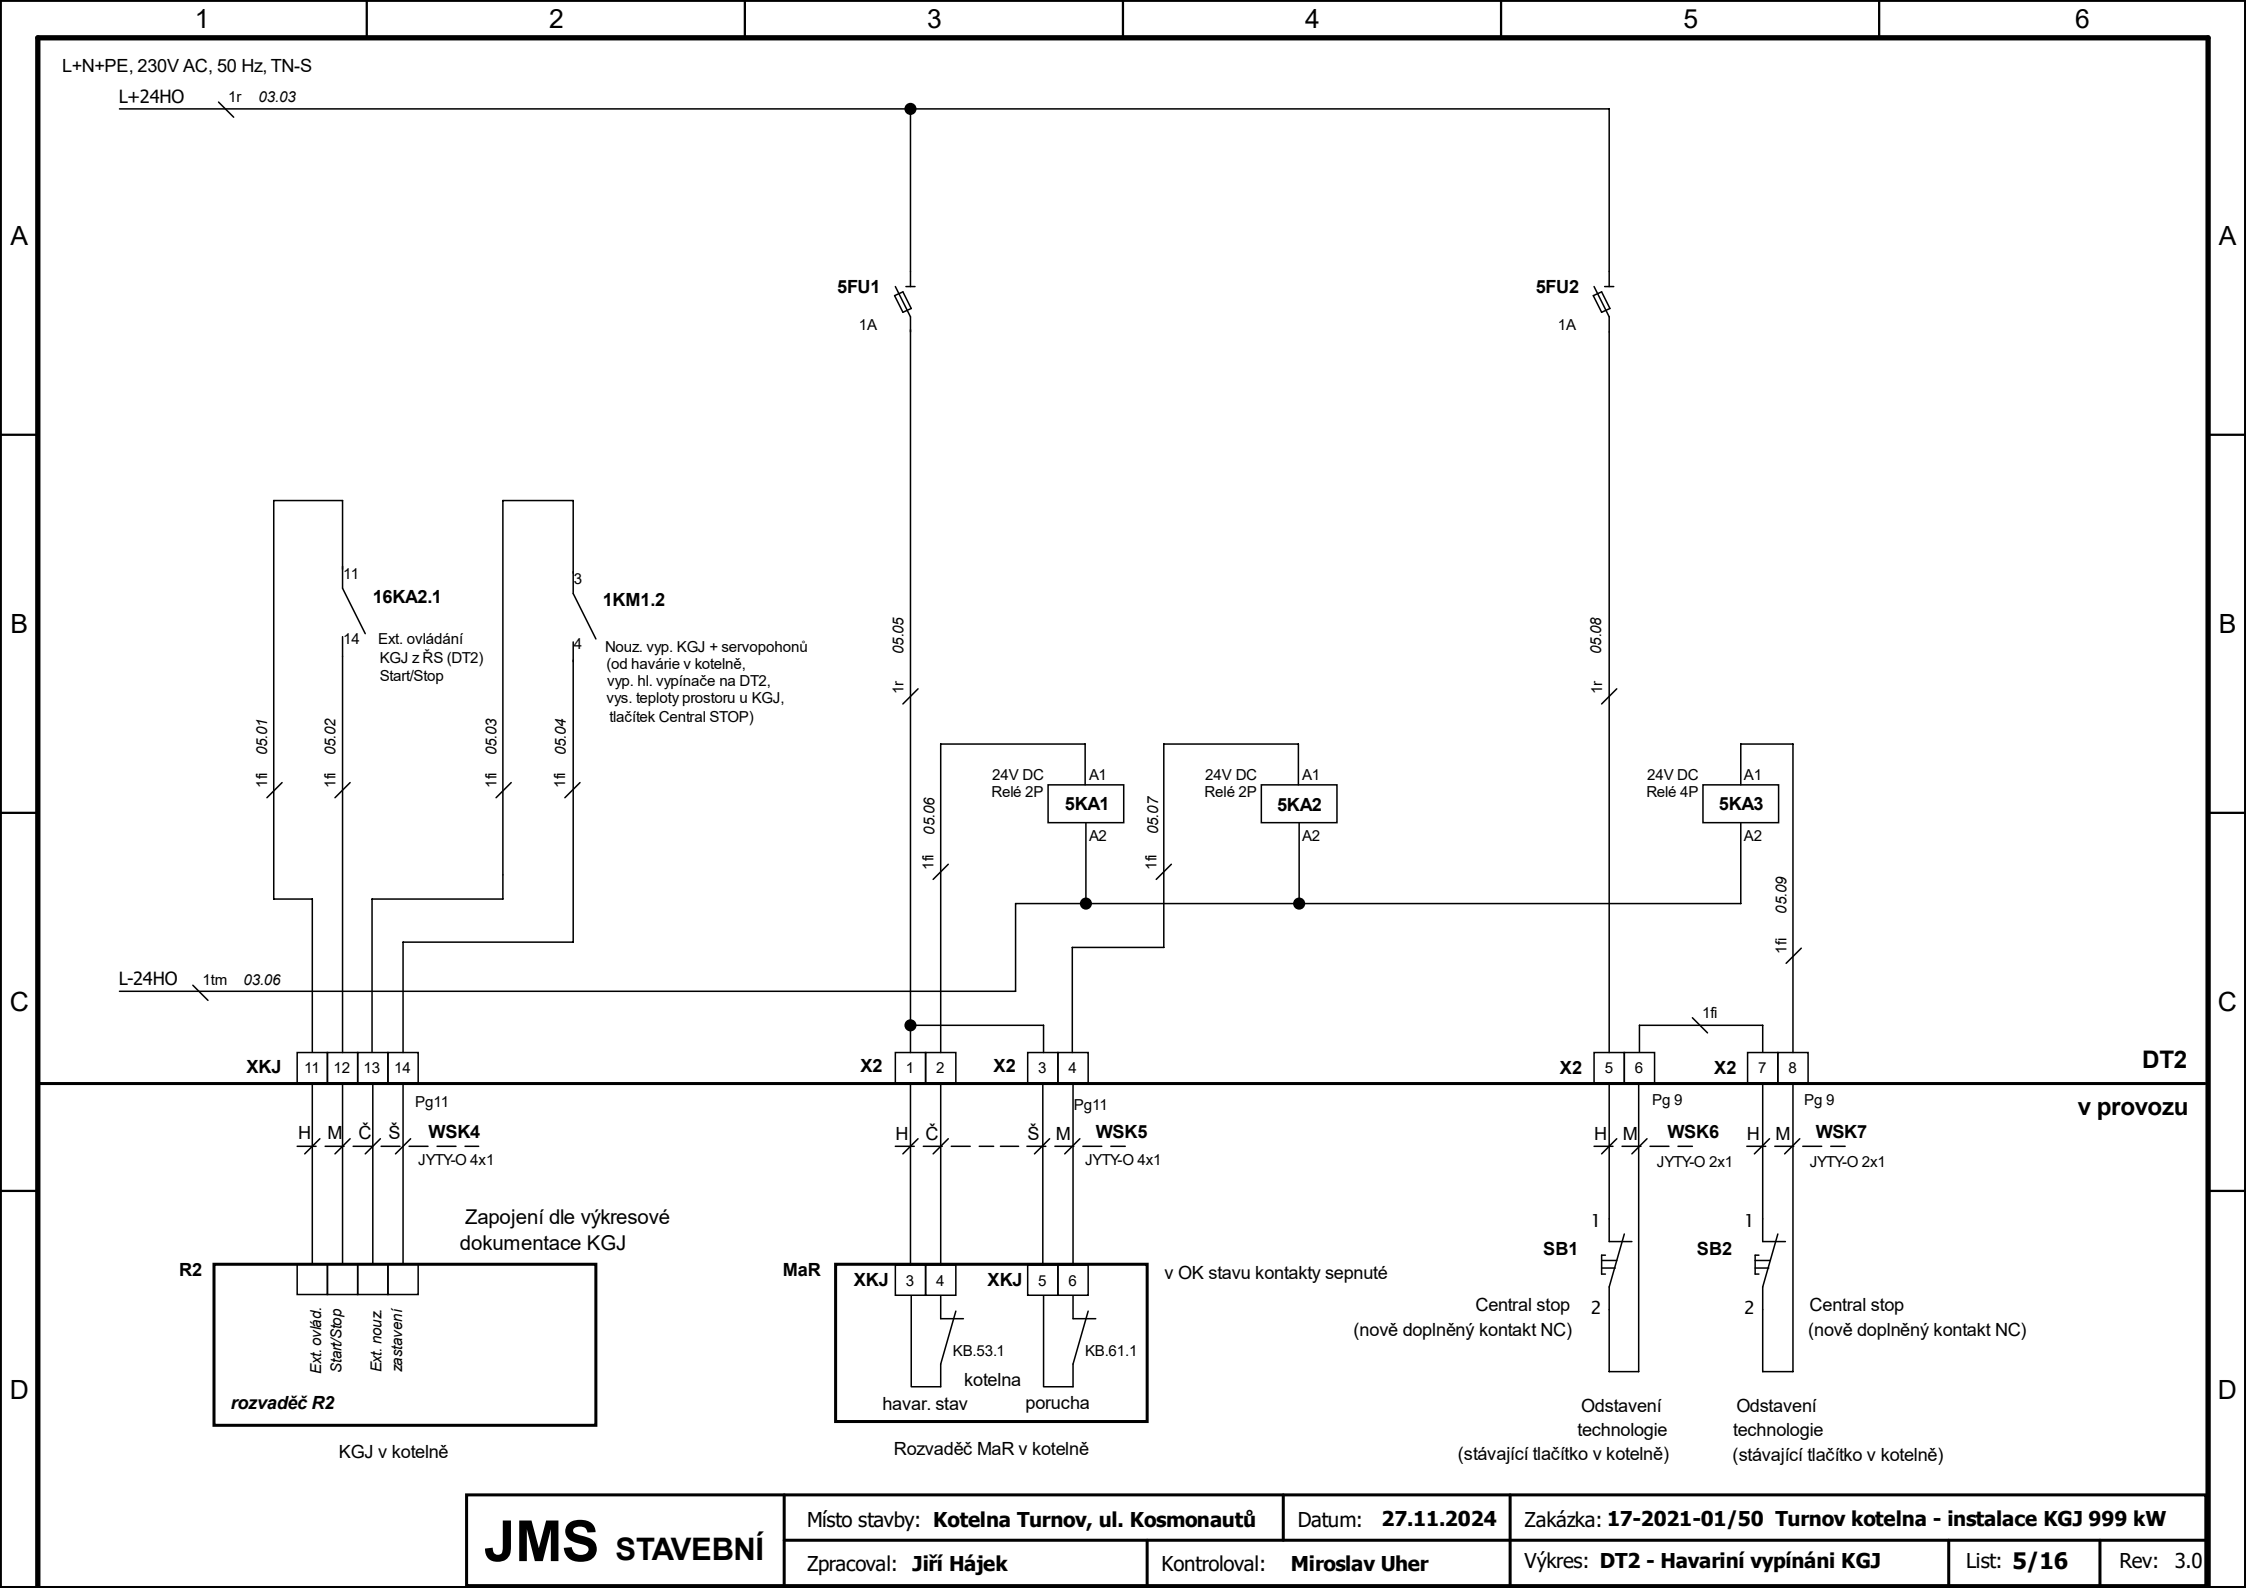 1 2 3 4 5 6
L+N+PE, 230V AC, 50 Hz, TN-S
L+24HO 1r 03.03
A A
5FU1
1A
5FU2
1A
B B
11
16KA2.1
14
Ext. ovládání
KGJ z ŘS (DT2)
Start/Stop
3
1KM1.2
4
Nouz. vyp. KGJ + servopohonů
(od havárie v kotelně,
vyp. hl. vypínače na DT2,
vys. teploty prostoru u KGJ,
tlačítek Central STOP)
1fi 05.01
1fi 05.02
1fi 05.03
1fi 05.04
1r 05.05
1r 05.08
24V DC
Relé 2P
A1
5KA1
A2
1fi 05.06
24V DC
Relé 2P
A1
5KA2
A2
1fi 05.07
24V DC
Relé 4P
A1
5KA3
A2
1fi 05.09
L-24HO 1tm 03.06
C C
1fi
XKJ 11 12 13 14
X2 1 2
X2 3 4
X2 5 6
X2 7 8
DT2
v provozu
Pg11
H M Č Š WSK4
JYTY-O 4x1
Pg11
H Č Š M WSK5
JYTY-O 4x1
Pg 9
H M WSK6
JYTY-O 2x1
Pg 9
H M WSK7
JYTY-O 2x1
Zapojení dle výkresové
dokumentace KGJ
R2
Ext. ovlád.
Start/Stop
Ext. nouz.
zastavení
rozvaděč R2
KGJ v kotelně
MaR
XKJ 3 4
XKJ 5 6
v OK stavu kontakty sepnuté
KB.53.1
KB.61.1
kotelna
havar. stav
porucha
Rozvaděč MaR v kotelně
1
SB1
2
Central stop
(nově doplněný kontakt NC)
Odstavení
technologie
(stávající tlačítko v kotelně)
1
SB2
2
Central stop
(nově doplněný kontakt NC)
Odstavení
technologie
(stávající tlačítko v kotelně)
D D
JMS STAVEBNÍ
Místo stavby: Kotelna Turnov, ul. Kosmonautů
Datum: 27.11.2024
Zakázka: 17-2021-01/50 Turnov kotelna - instalace KGJ 999 kW
Zpracoval: Jiří Hájek
Kontroloval: Miroslav Uher
Výkres: DT2 - Havariní vypínáni KGJ
List: 5/16
Rev: 3.0